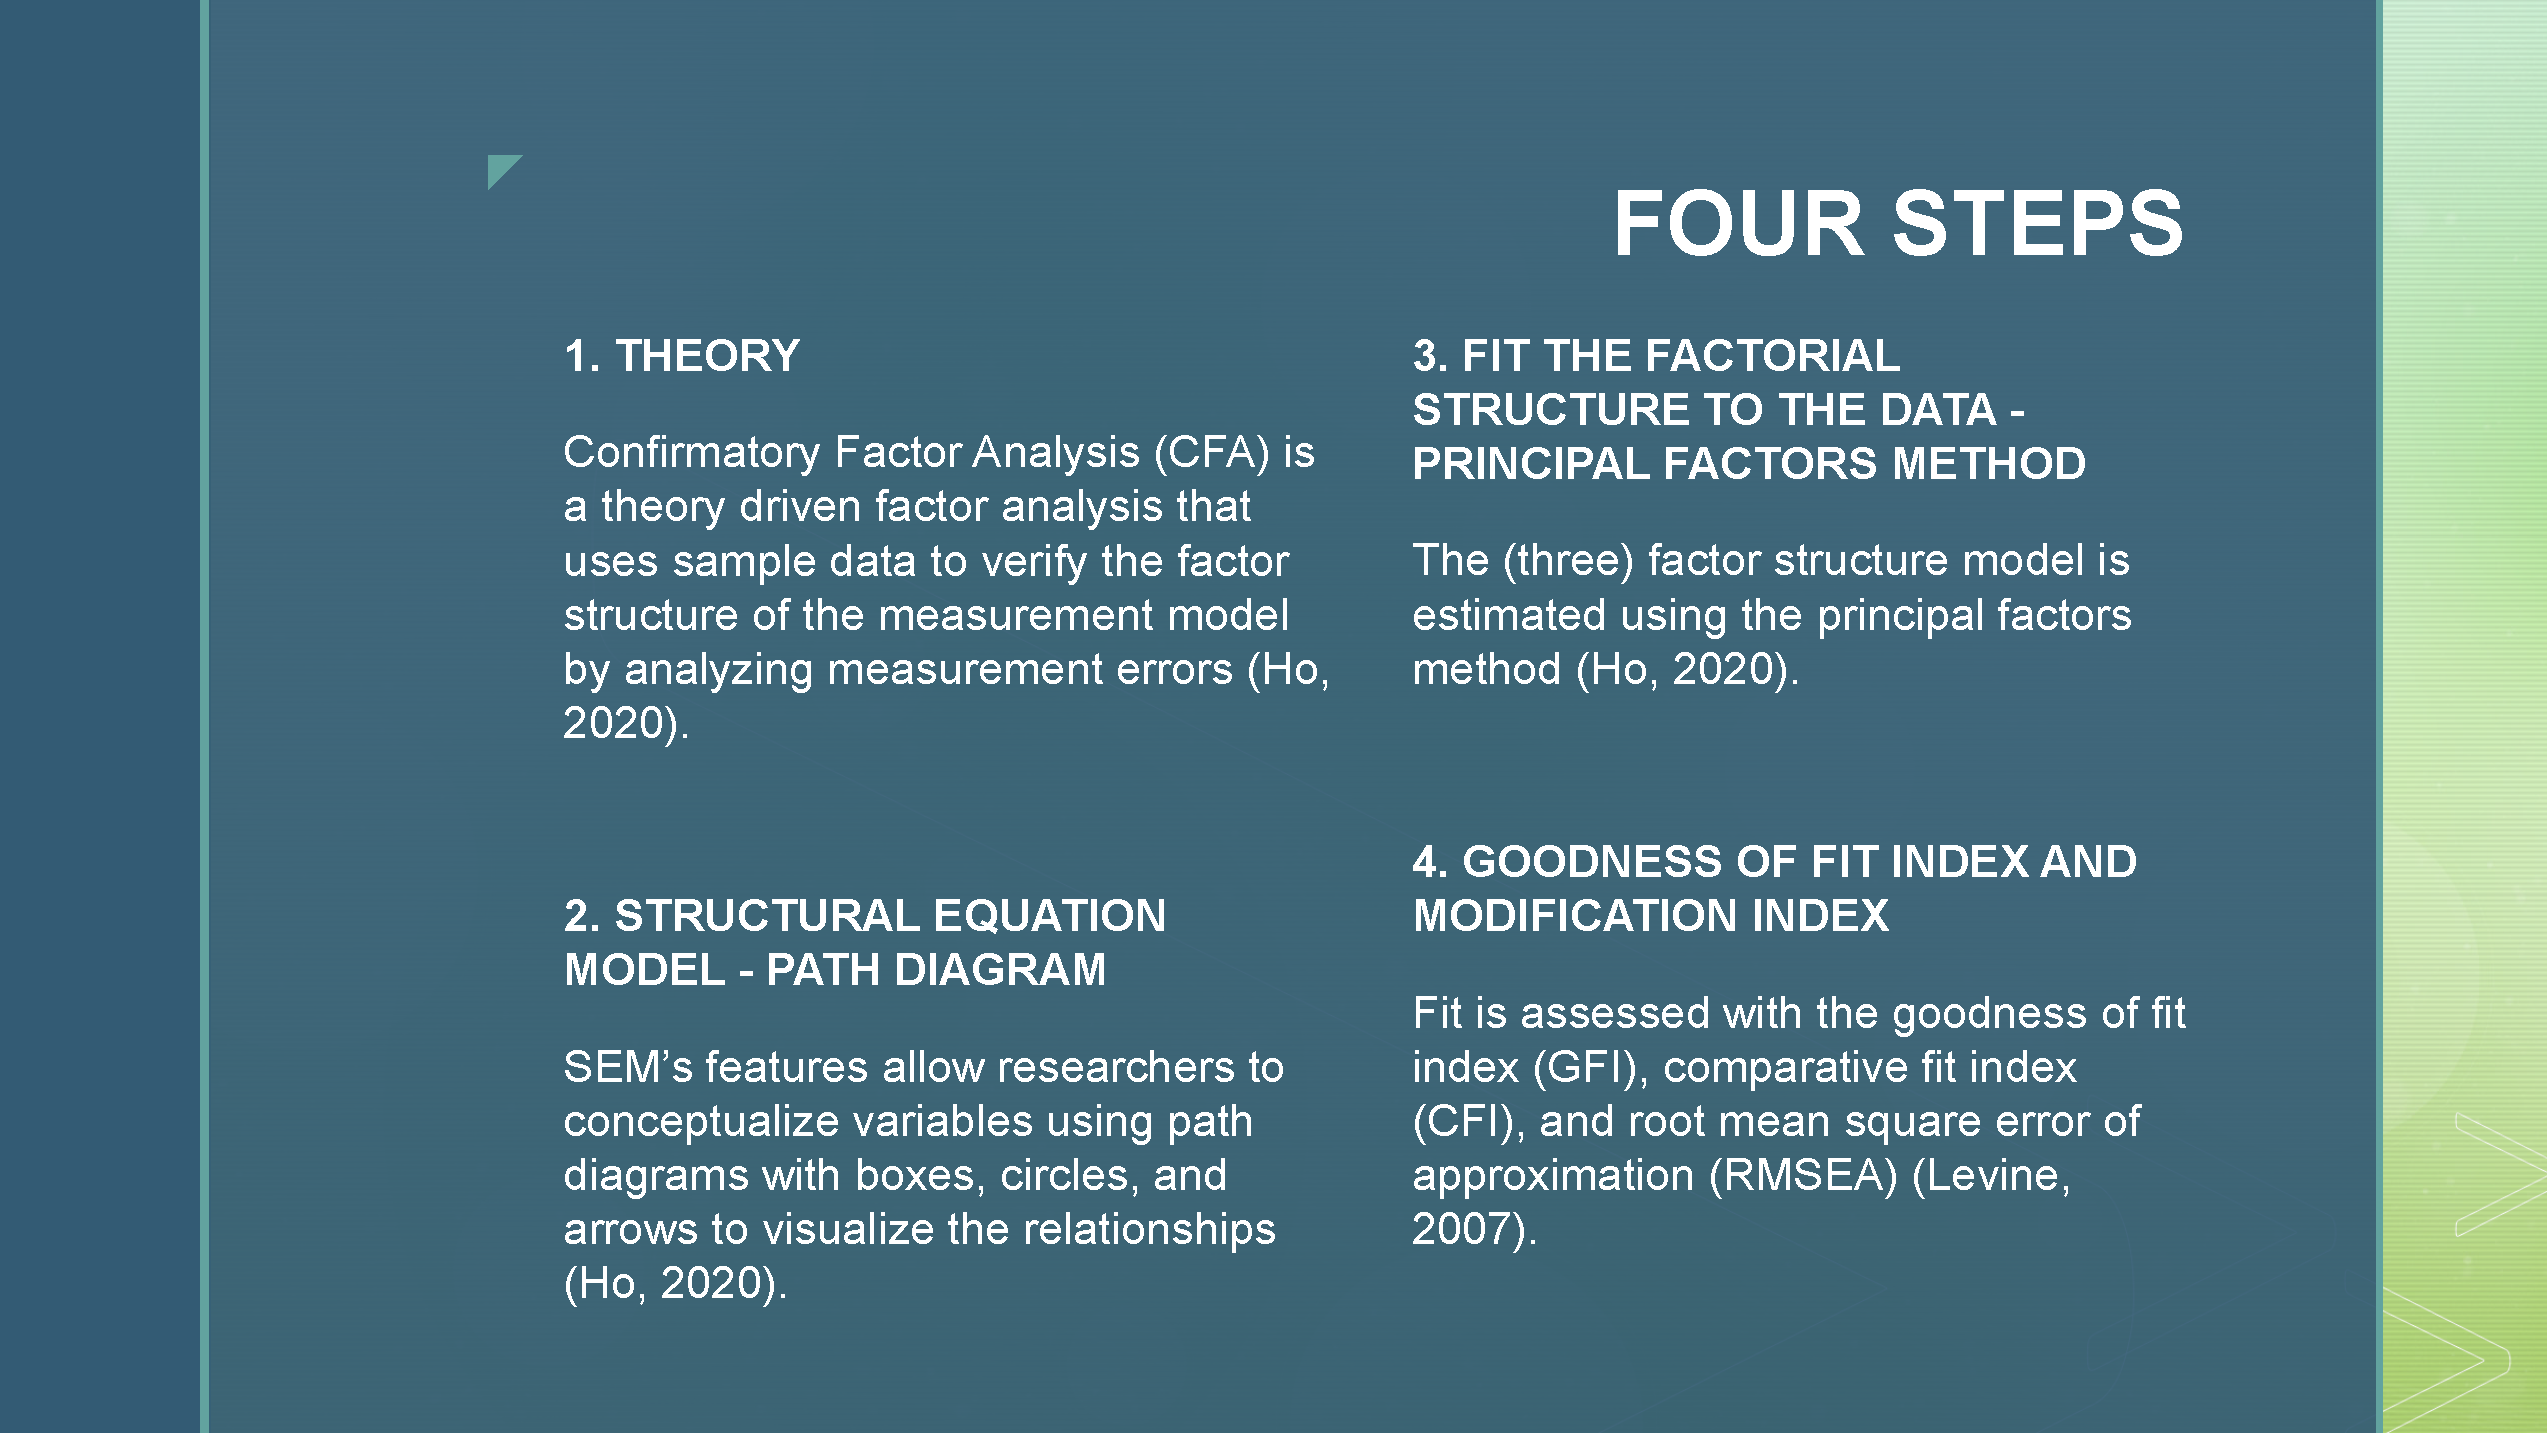 FOUR STEPS
1. THEORY
Confirmatory Factor Analysis (CFA) is
a theory driven factor analysis that
uses sample data to verify the factor
structure of the measurement model
by analyzing measurement errors (Ho,
2020).
2. STRUCTURAL EQUATION
MODEL - PATH DIAGRAM
SEM’s features allow researchers to
conceptualize variables using path
diagrams with boxes, circles, and
arrows to visualize the relationships
(Ho, 2020).
3. FIT THE FACTORIAL
STRUCTURE TO THE DATA -
PRINCIPAL FACTORS METHOD
The (three) factor structure model is
estimated using the principal factors
method (Ho, 2020).
4. GOODNESS OF FIT INDEX AND
MODIFICATION INDEX
Fit is assessed with the goodness of fit
index (GFI), comparative fit index
(CFI), and root mean square error of
approximation (RMSEA) (Levine,
2007).